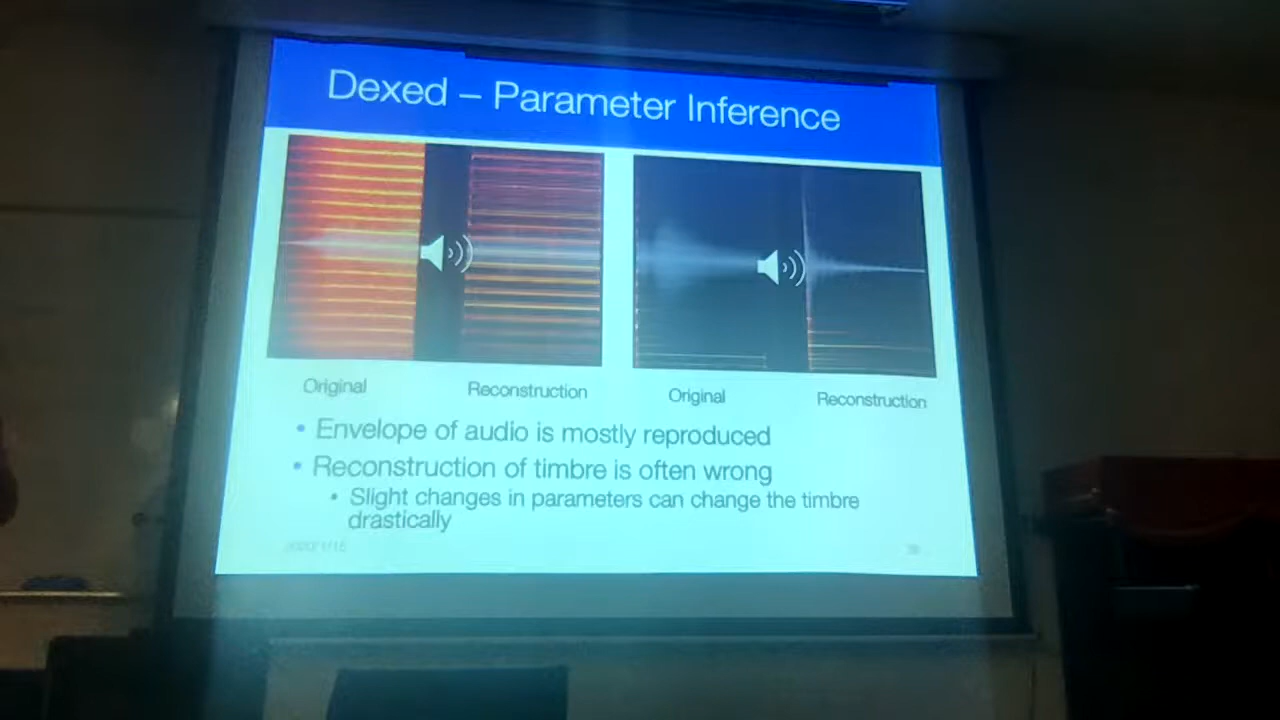 Dexed – Parameter Inference
Original
Reconstruction
Original
Reconstruction
• Envelope of audio is mostly reproduced
• Reconstruction of timbre is often wrong
• Slight changes in parameters can change the timbre
drastically